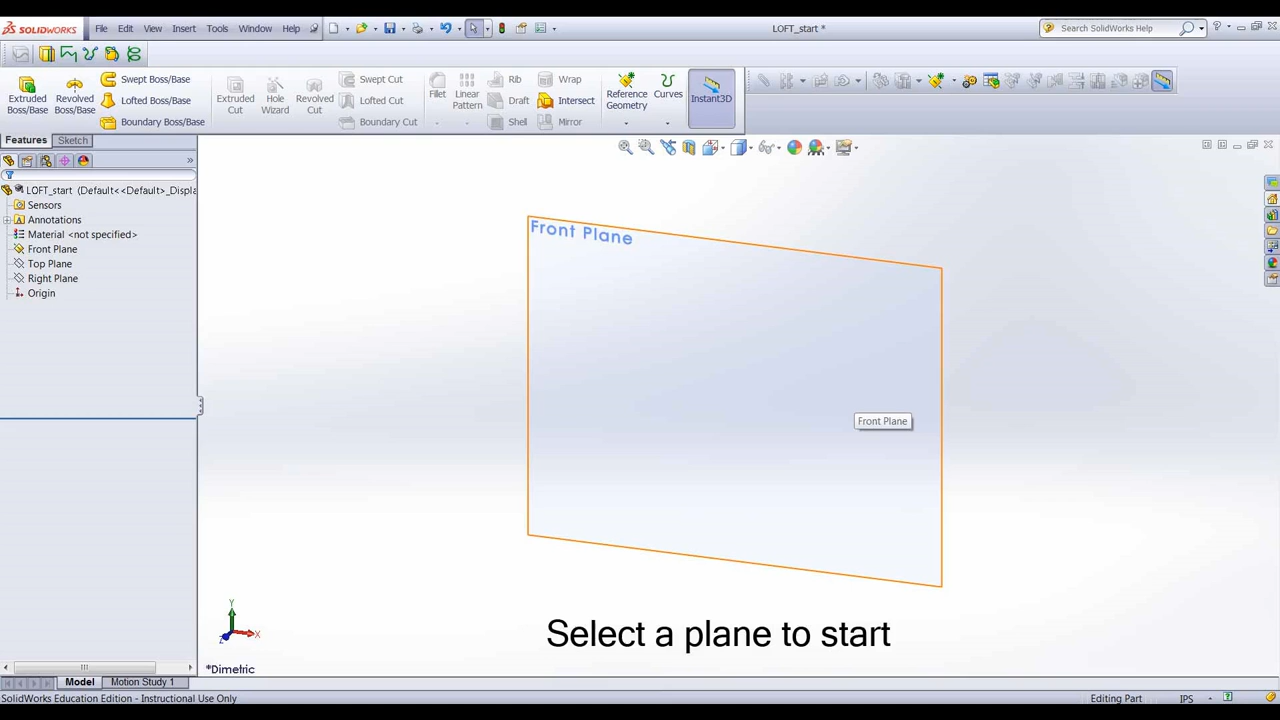 SOLIDWORKS File Edit View Insert Tools Window Help LOFT_start * Search SolidWorks Help
Extruded Boss/Base
Revolved Boss/Base
Swept Boss/Base
Lofted Boss/Base
Boundary Boss/Base
Extruded Cut
Hole Wizard
Revolved Cut
Swept Cut
Lofted Cut
Boundary Cut
Fillet
Linear Pattern
Rib
Draft
Shell
Wrap
Intersect
Mirror
Reference Geometry
Curves
Instant3D
Features Sketch
LOFT_start (Default<<Default>_Displa
Sensors
Annotations
Material <not specified>
Front Plane
Top Plane
Right Plane
Origin
Front Plane
Front Plane
Select a plane to start
Y
X
Z
*Dimetric
Model Motion Study 1
SolidWorks Education Edition - Instructional Use Only Editing Part IPS